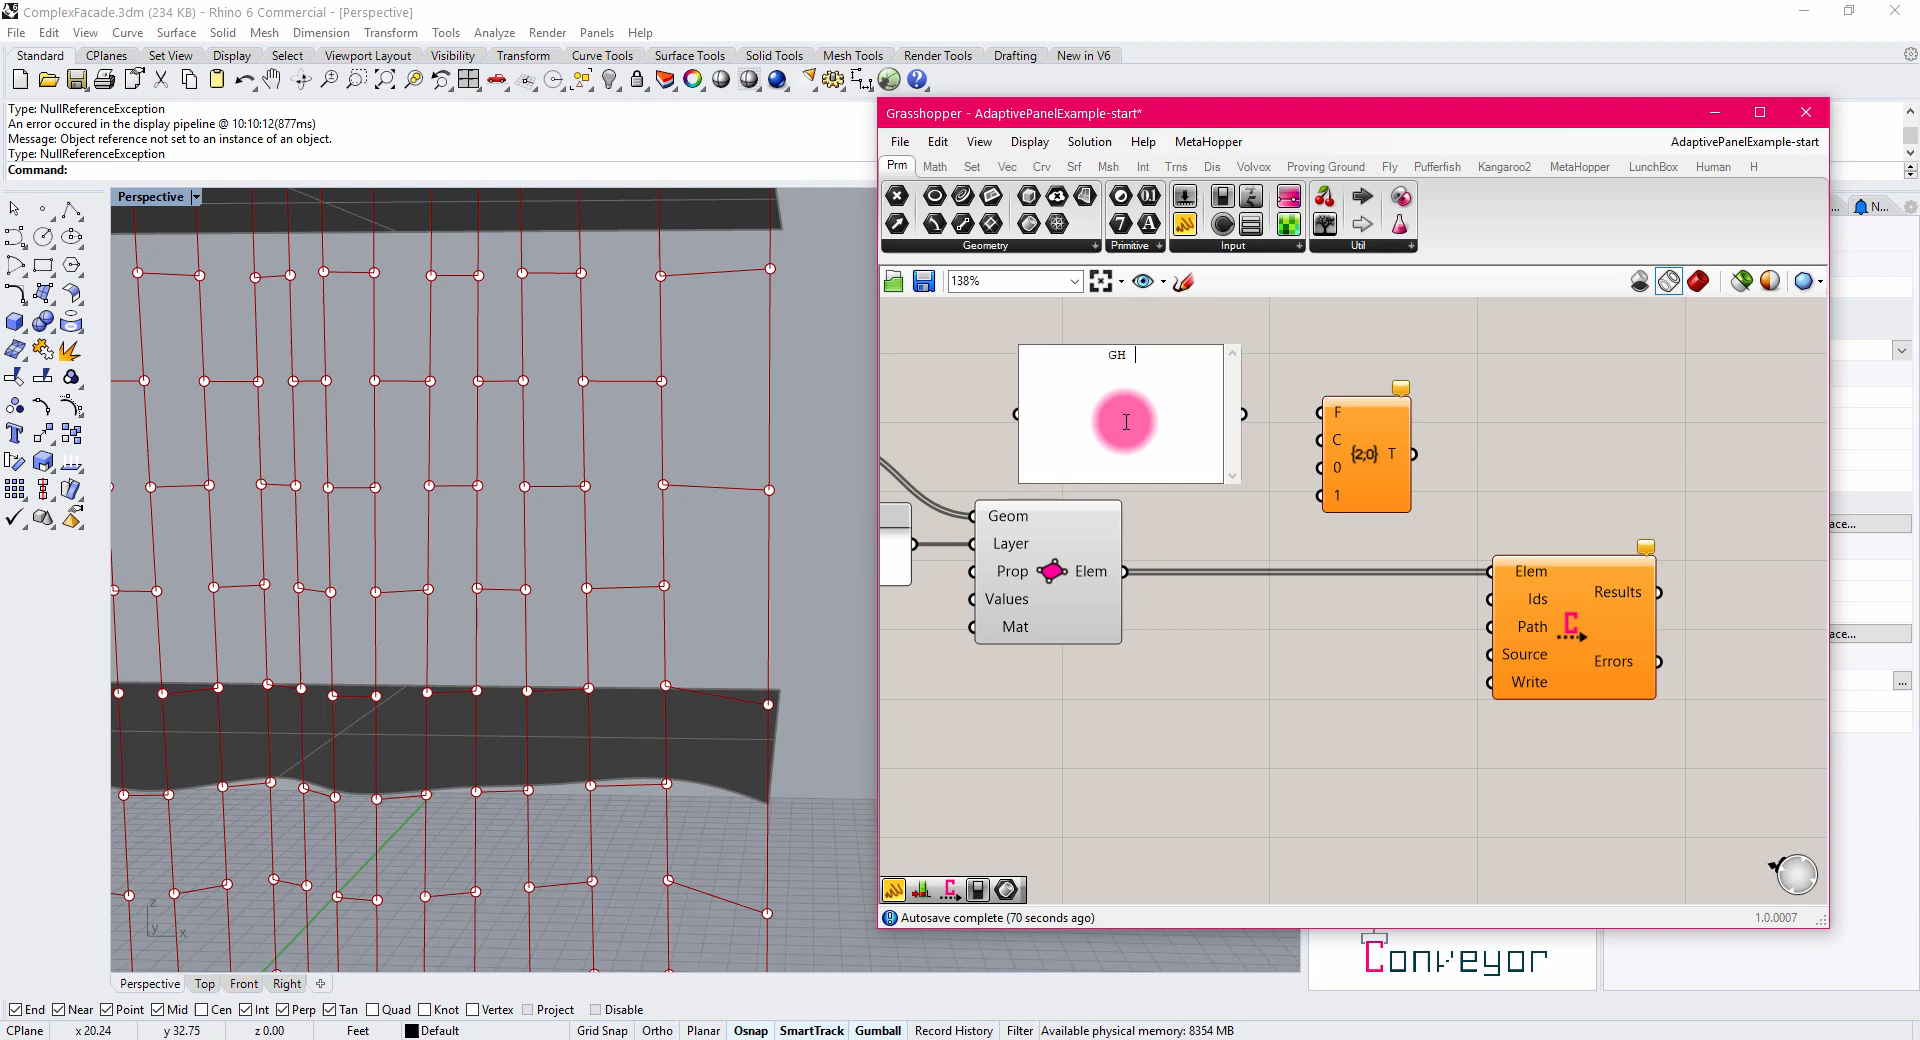 ComplexFacade.3dm (234 KB) - Rhino 6 Commercial - [Perspective]
File Edit View Curve Surface Solid Mesh Dimension Transform Tools Analyze Render Panels Help
Standard CPlanes Set View Display Select Viewport Layout Visibility Transform Curve Tools Surface Tools Solid Tools Mesh Tools Render Tools Drafting New in V6
Type: NullReferenceException
An error occured in the display pipeline @ 10:10:12(877ms)
Message: Object reference not set to an instance of an object.
Type: NullReferenceException
Command:
Perspective
Grasshopper - AdaptivePanelExample-start*
File Edit View Display Solution Help MetaHopper AdaptivePanelExample-start
Prm Math Set Vec Crv Srf Msh Int Trns Dis Volvox Proving Ground Fly Pufferfish Kangaroo2 MetaHopper LunchBox Human H
Geometry Primitive Input Util
... N...
138%
GH
F
C
0
1
{2;0} T
Geom
Layer
Prop Elem
Values
Mat
Elem
Ids
Path
Source
Write
Results
Errors
ace...
ace...
...
Autosave complete (70 seconds ago) 1.0.0007
Conveyor
z
y x
Perspective Top Front Right
End Near Point Mid Cen Int Perp Tan Quad Knot Vertex Project Disable
CPlane x 20.24 y 32.75 z 0.00 Feet Default Grid Snap Ortho Planar Osnap SmartTrack Gumball Record History Filter Available physical memory: 8354 MB